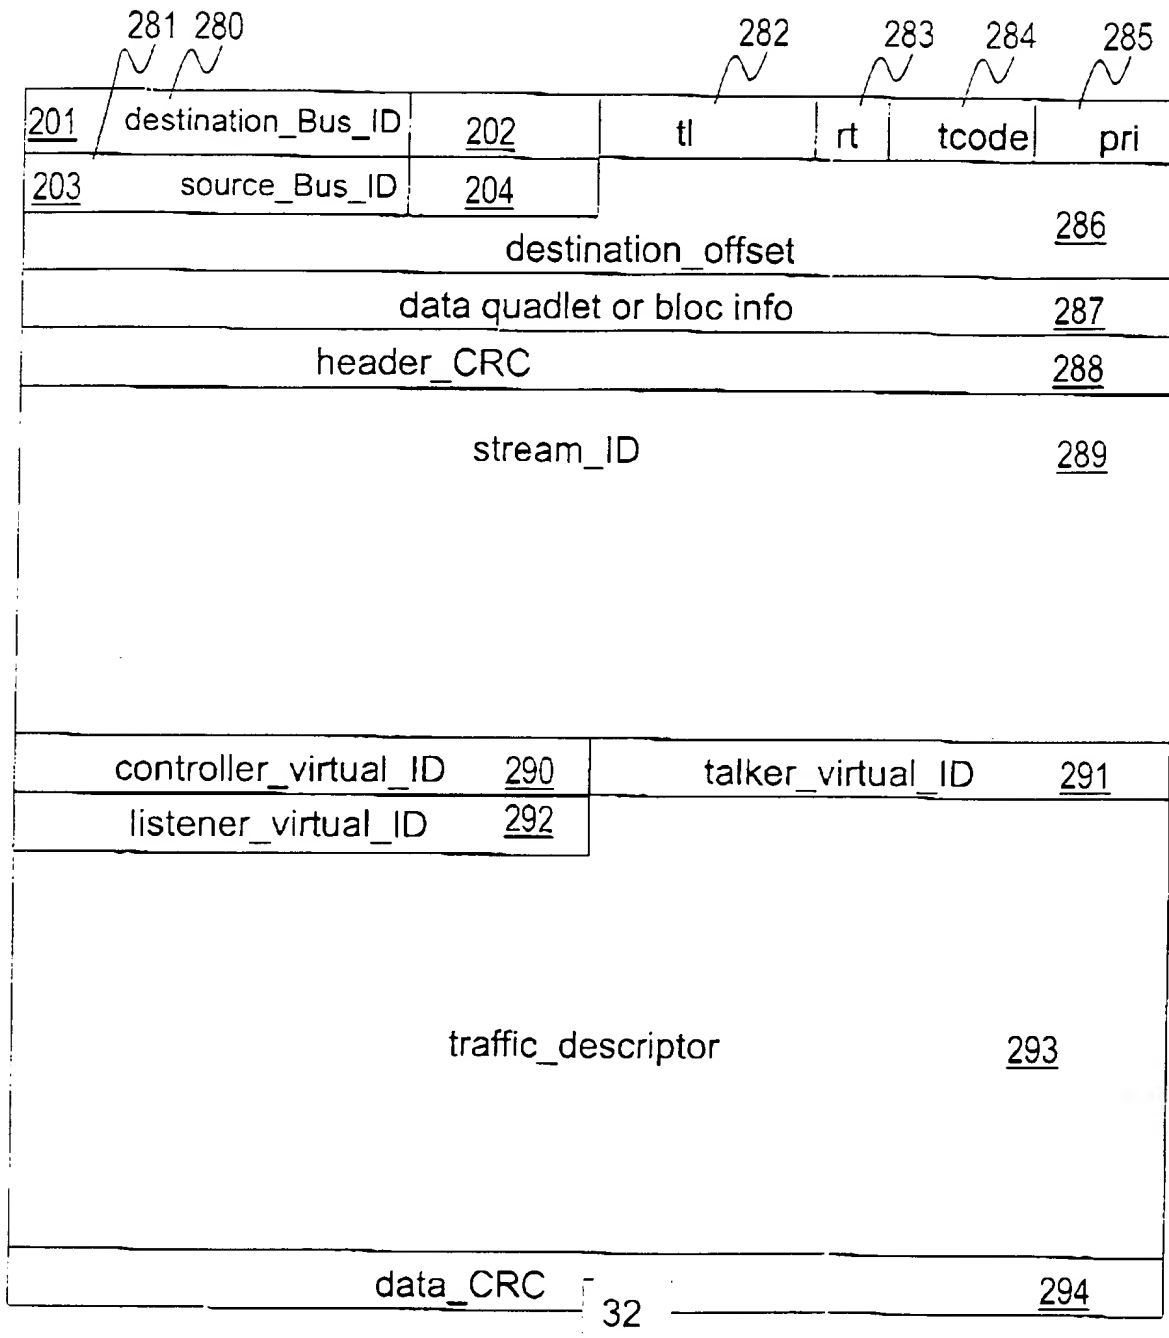 281 280 282 283 284 285
201 destination_Bus_ID 202 tl rt tcode pri
203 source_Bus_ID 204
286
destination_offset
data quadlet or bloc info 287
header_CRC 288
stream_ID 289
controller_virtual_ID 290 talker_virtual_ID 291
listener_virtual_ID 292
traffic_descriptor 293
data_CRC 294
32